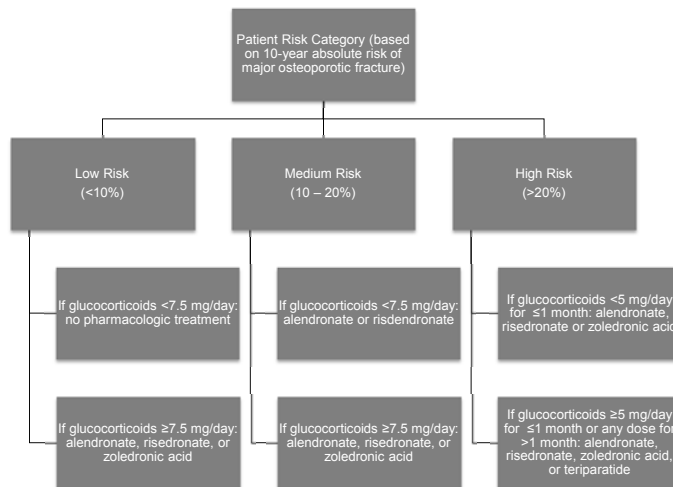 Patient Risk Category (based
on 10-year absolute risk of
major osteoporotic fracture)
Low Risk
(<10%)
Medium Risk
(10 – 20%)
High Risk
(>20%)
If glucocorticoids <7.5 mg/day:
no pharmacologic treatment
If glucocorticoids <7.5 mg/day:
alendronate or risdendronate
If glucocorticoids <5 mg/day
for ≤1 month: alendronate,
risedronate or zoledronic acid
If glucocorticoids ≥7.5 mg/day:
alendronate, risedronate, or
zoledronic acid
If glucocorticoids ≥7.5 mg/day:
alendronate, risedronate, or
zoledronic acid
If glucocorticoids ≥5 mg/day
for ≤1 month or any dose for
>1 month: alendronate,
risedronate, zoledronic acid,
or teriparatide